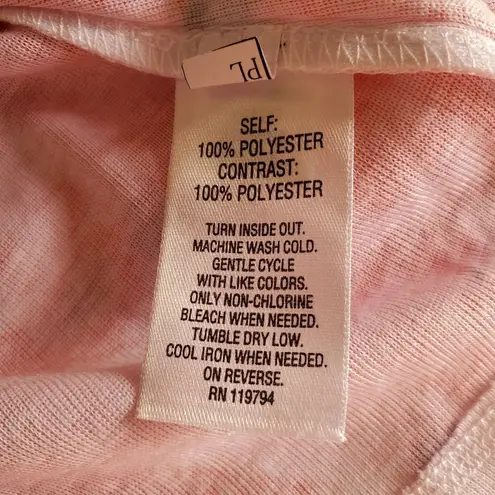 PL
SELF:
100% POLYESTER
CONTRAST:
100% POLYESTER
TURN INSIDE OUT.
MACHINE WASH COLD.
GENTLE CYCLE
WITH LIKE COLORS.
ONLY NON-CHLORINE
BLEACH WHEN NEEDED.
TUMBLE DRY LOW.
COOL IRON WHEN NEEDED.
ON REVERSE.
RN 119794